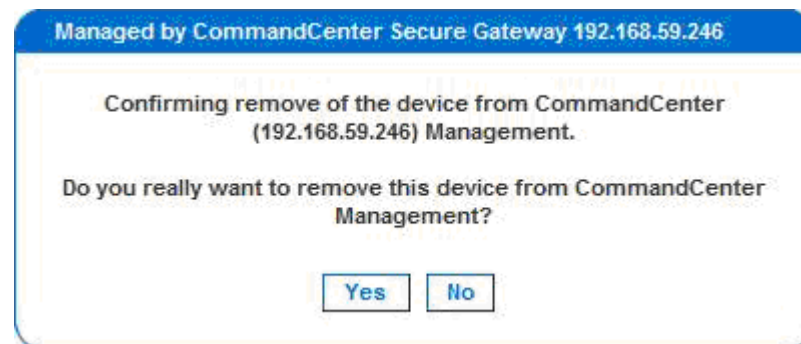 Managed by CommandCenter Secure Gateway 192.168.59.246
Confirming remove of the device from CommandCenter
(192.168.59.246) Management.
Do you really want to remove this device from CommandCenter
Management?
Yes No